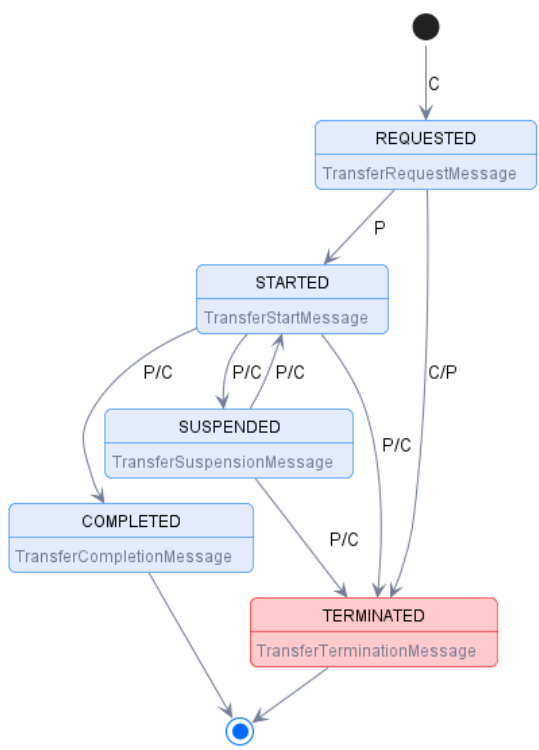 C
REQUESTED
TransferRequestMessage
P
STARTED
TransferStartMessage
P/C
P/C
P/C
C/P
SUSPENDED
TransferSuspensionMessage
P/C
COMPLETED
TransferCompletionMessage
P/C
TERMINATED
TransferTerminationMessage